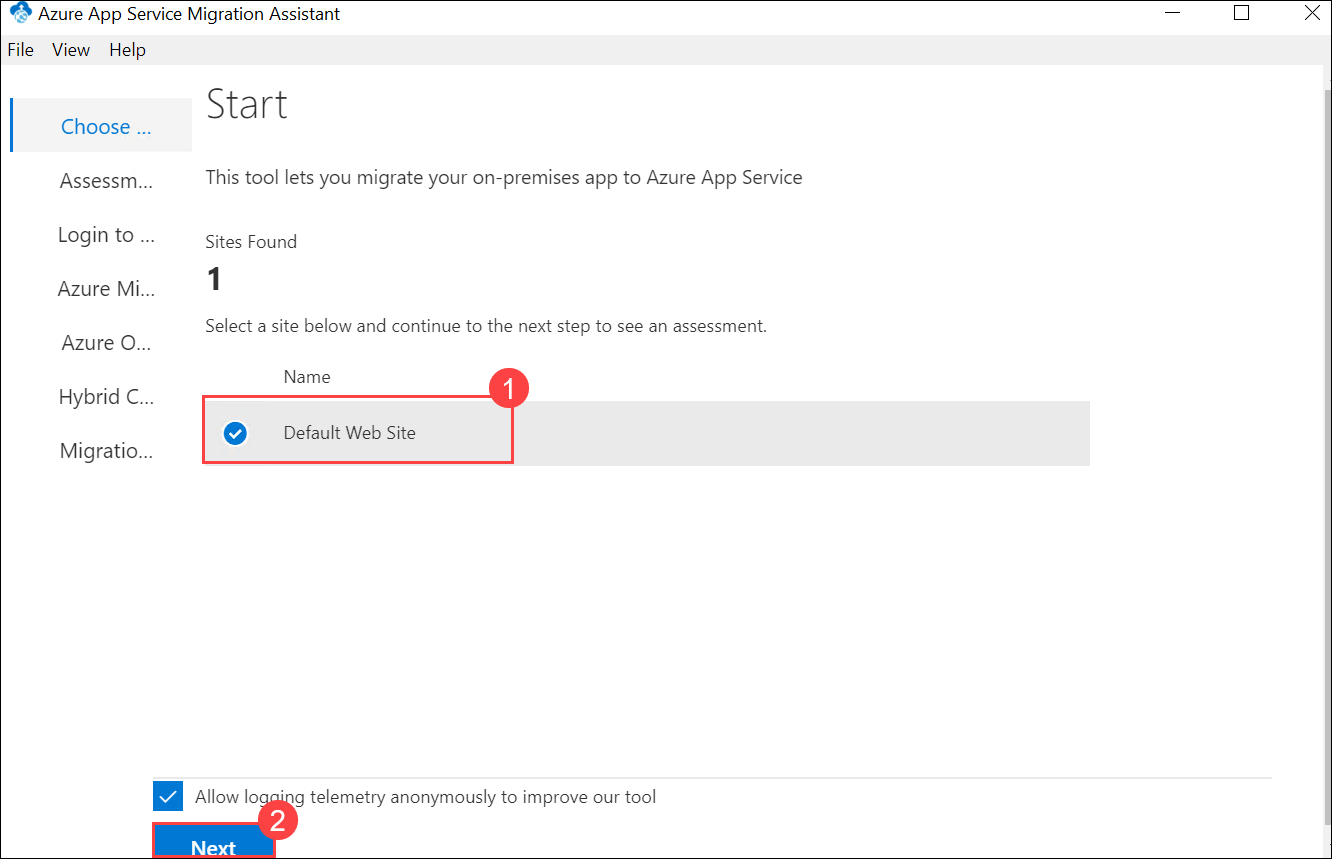 Azure App Service Migration Assistant
File View Help
Start
Choose ...
Assessm...
Login to ...
Azure Mi...
Azure O...
Hybrid C...
Migratio...
This tool lets you migrate your on-premises app to Azure App Service
Sites Found
1
Select a site below and continue to the next step to see an assessment.
Name
1
Default Web Site
Allow logging telemetry anonymously to improve our tool
2
Next